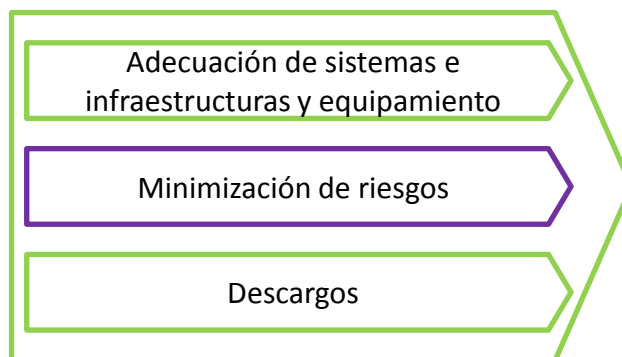 Adecuación de sistemas e
infraestructuras y equipamiento
Minimización de riesgos
Descargos